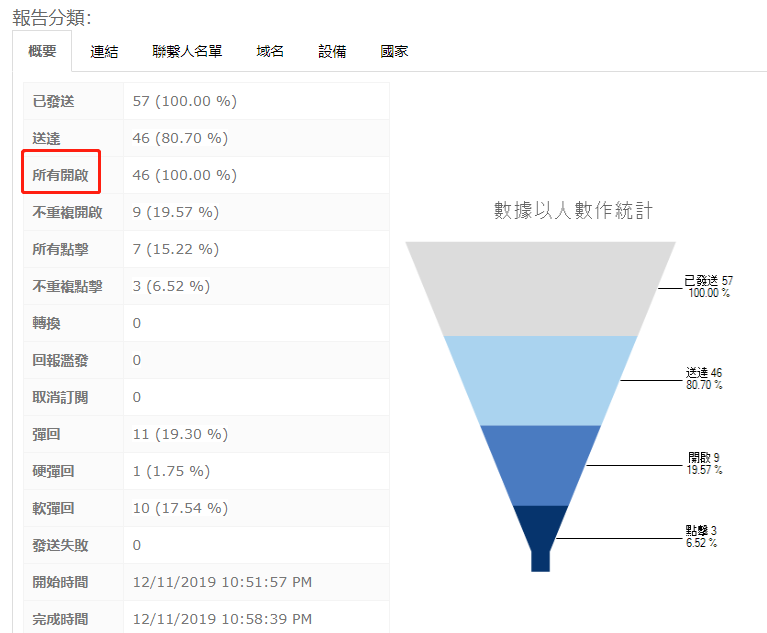 報告分類:
概要 連結 聯繫人名單 域名 設備 國家
已發送 57 (100.00 %)
送達 46 (80.70 %)
所有開啟 46 (100.00 %)
不重複開啟 9 (19.57 %)
所有點擊 7 (15.22 %)
不重複點擊 3 (6.52 %)
轉換 0
回報濫發 0
取消訂閱 0
彈回 11 (19.30 %)
硬彈回 1 (1.75 %)
軟彈回 10 (17.54 %)
發送失敗 0
開始時間 12/11/2019 10:51:57 PM
完成時間 12/11/2019 10:58:39 PM
數據以人數作統計
已發送 57
100.00 %
送達 46
80.70 %
開啟 9
19.57 %
點擊 3
6.52 %